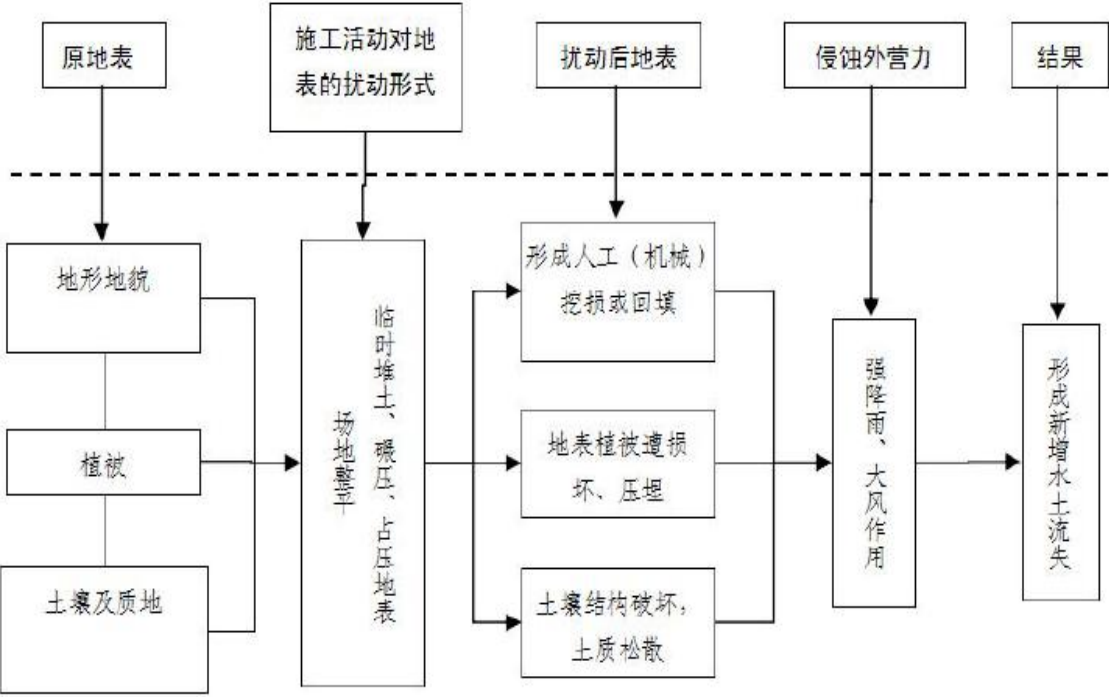 原地表
施工活动对地
表的扰动形式
扰动后地表
侵蚀外营力
结果
地形地貌
植被
土壤及质地
临时堆土、碾压、占压地表
场地整平
形成人工（机械）
挖损或回填
地表植被遭损
坏、压埋
土壤结构破坏，
土质松散
强降雨、大风作用
形成新增水土流失